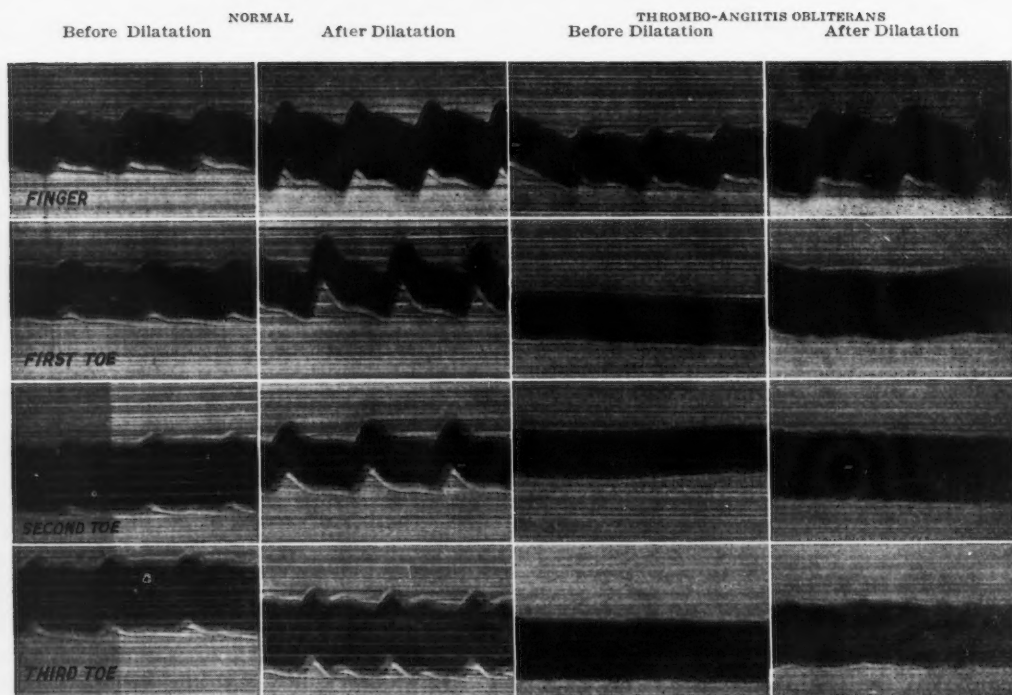 NORMAL
THROMBO-ANGIITIS OBLITERANS
Before Dilatation After Dilatation Before Dilatation After Dilatation
FINGER
FIRST TOE
SECOND TOE
THIRD TOE